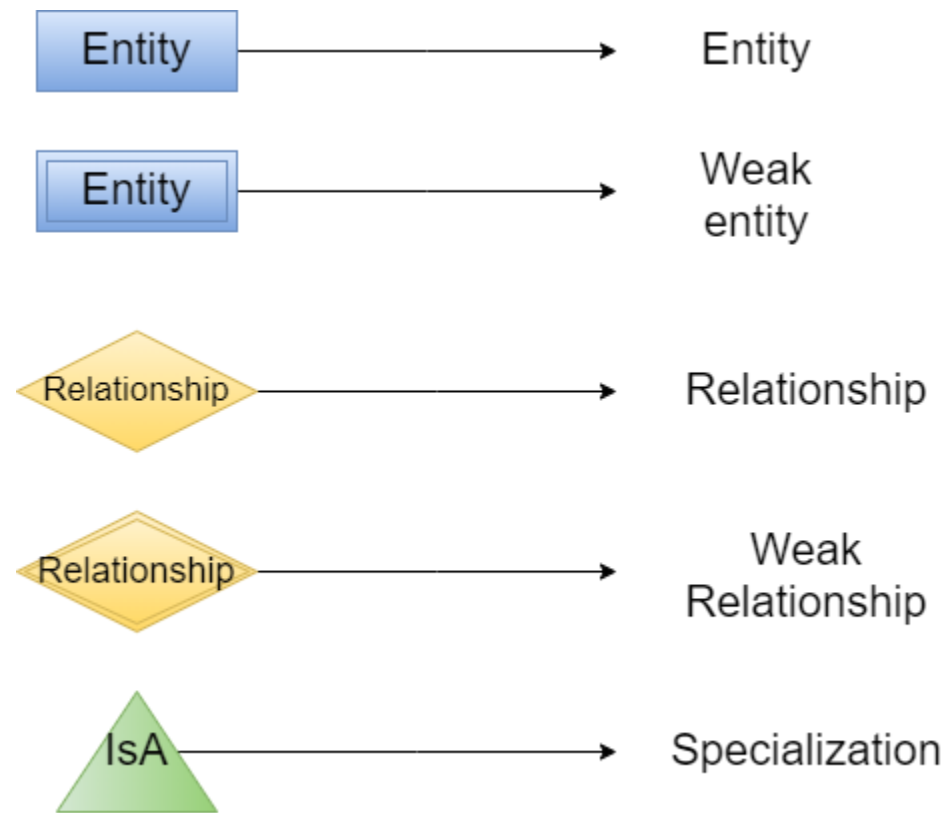 Entity
Entity
Entity
Weak
entity
Relationship
Relationship
Relationship
Weak
Relationship
IsA
Specialization